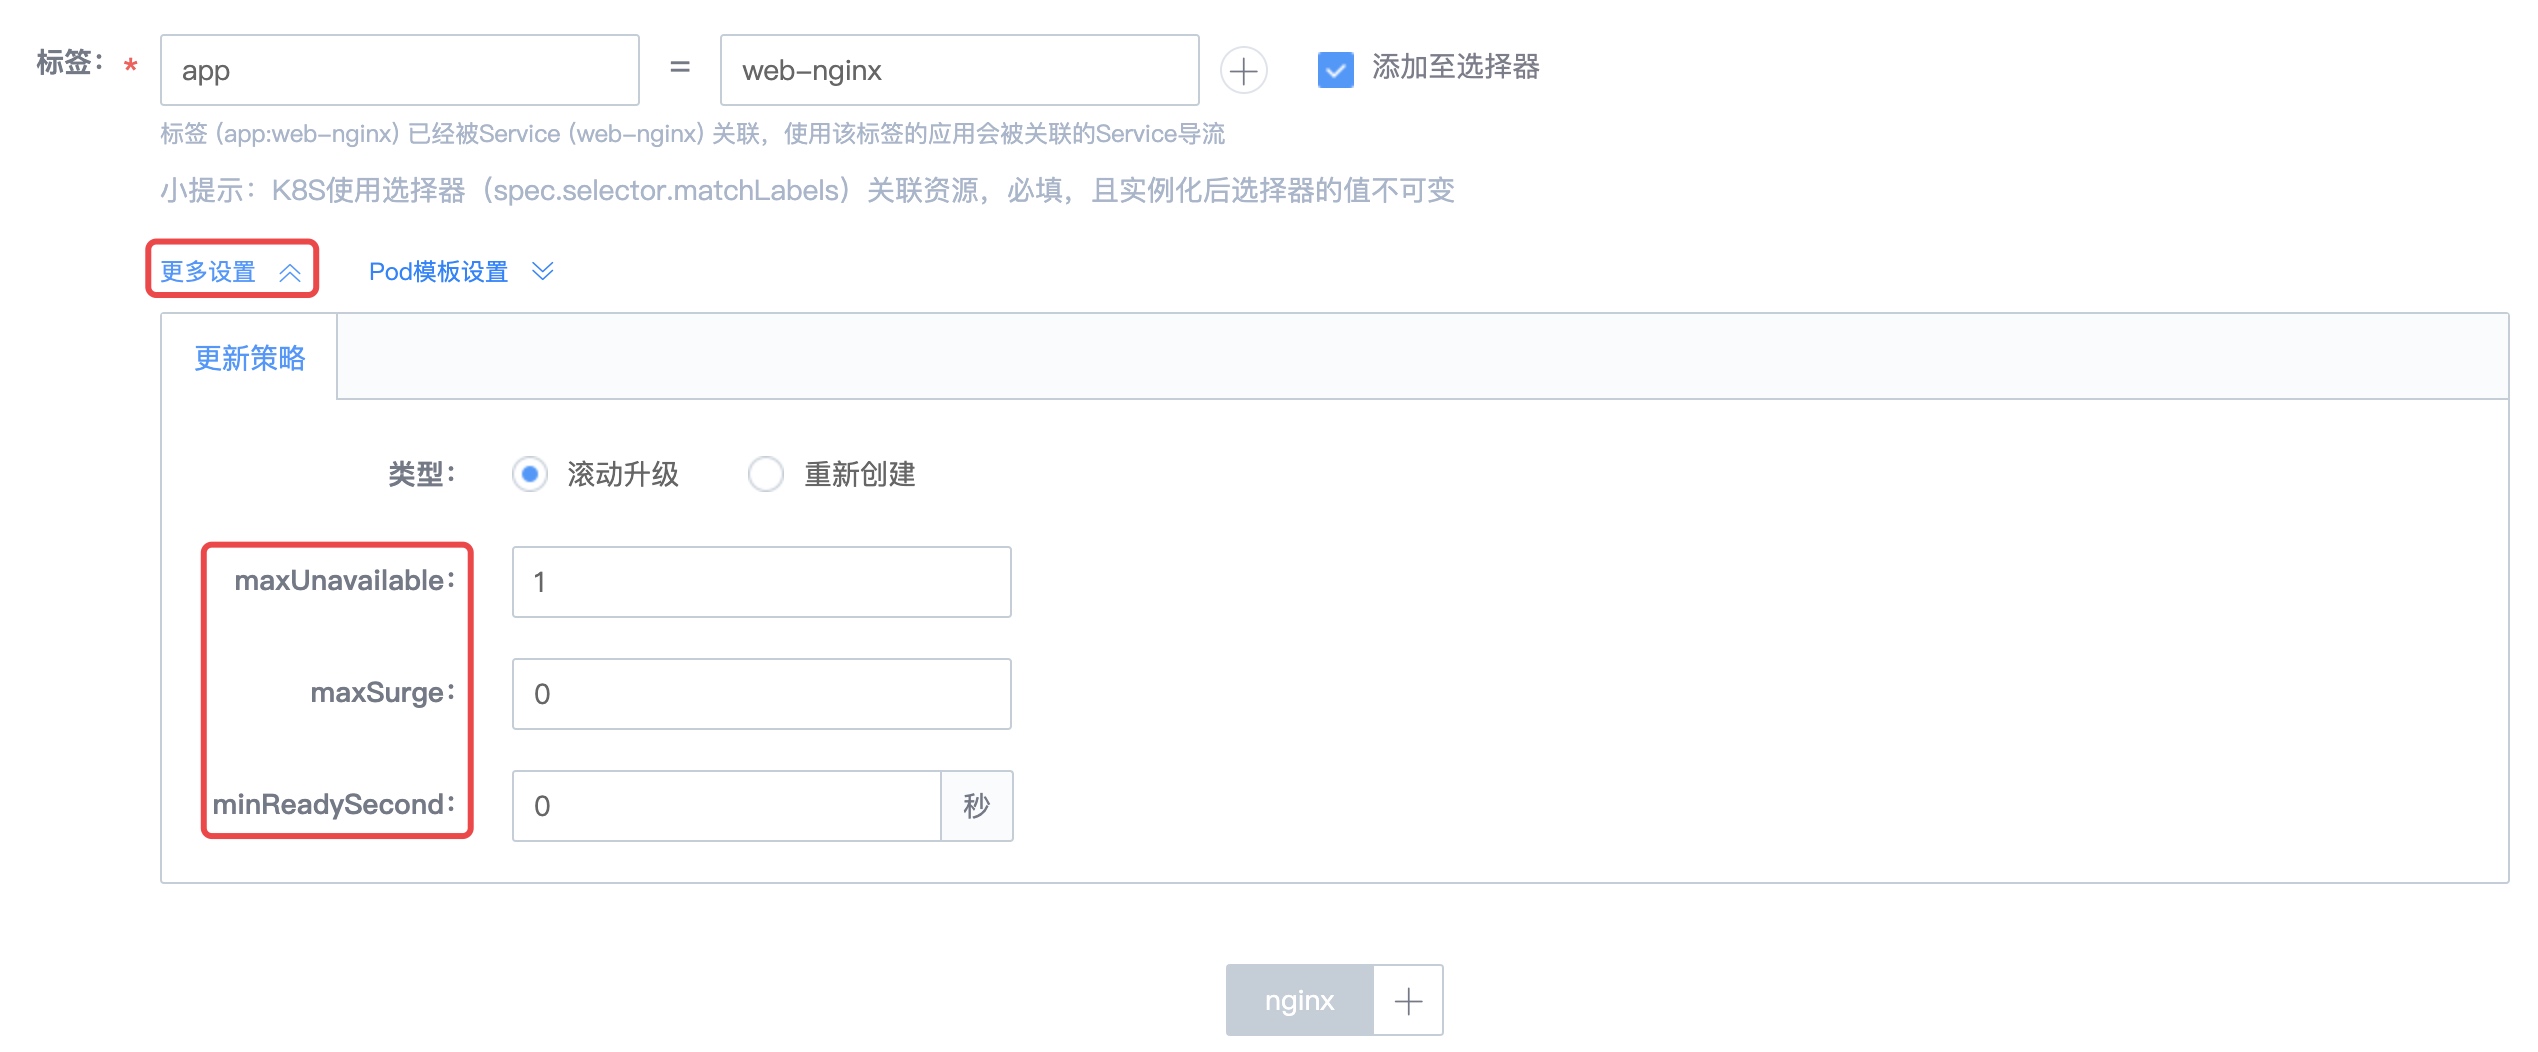 标签： * app = web-nginx 添加至选择器
标签 (app:web-nginx) 已经被Service (web-nginx) 关联，使用该标签的应用会被关联的Service导流
小提示：K8S使用选择器（spec.selector.matchLabels）关联资源，必填，且实例化后选择器的值不可变
更多设置 Pod模板设置
更新策略
类型： 滚动升级 重新创建
maxUnavailable： 1
maxSurge： 0
minReadySecond： 0 秒
nginx